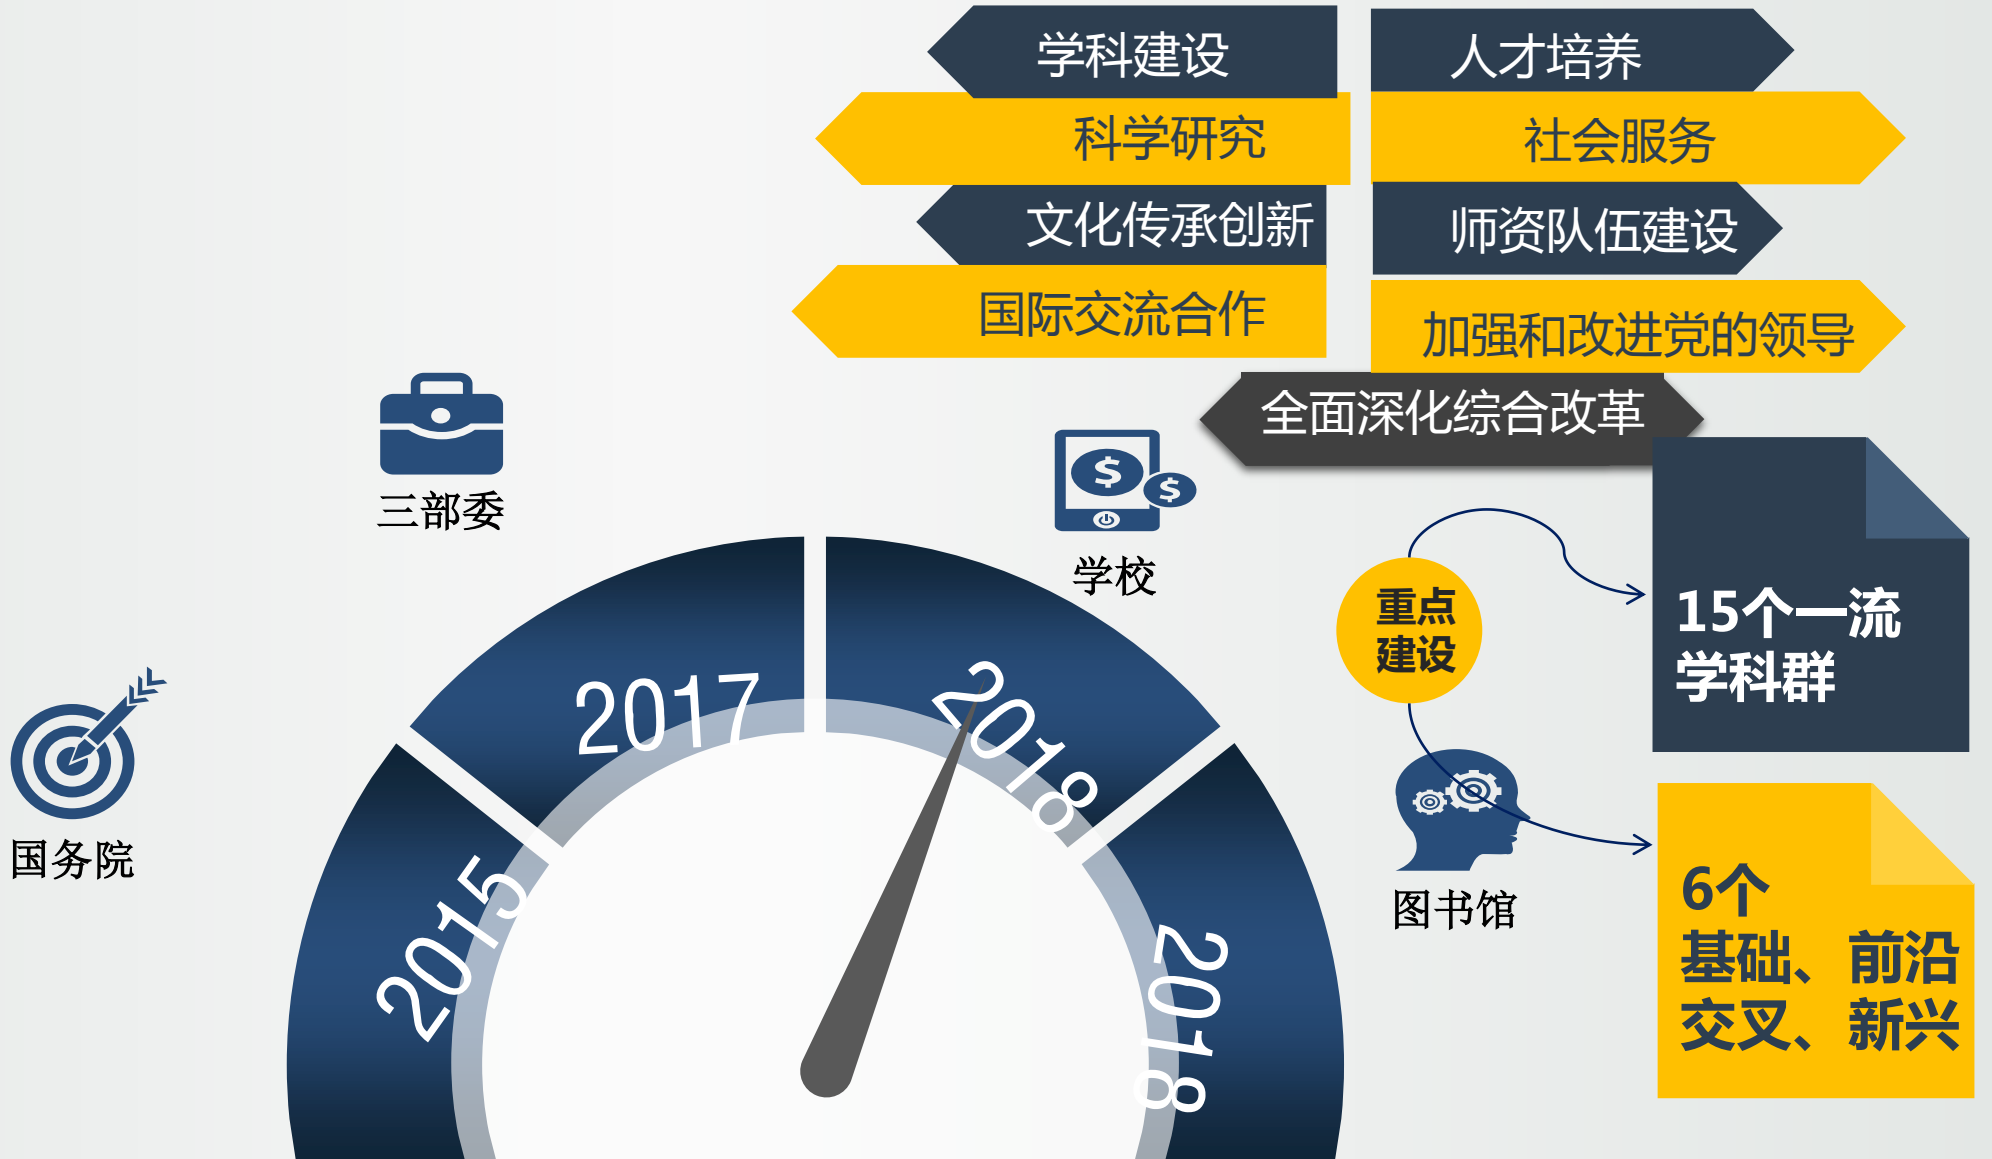 学科建设
人才培养
科学研究
社会服务
文化传承创新
师资队伍建设
国际交流合作
加强和改进党的领导
全面深化综合改革
三部委
学校
国务院
图书馆
2015
2017
2018
2018
重点
建设
15个一流
学科群
6个
基础、前沿
交叉、新兴